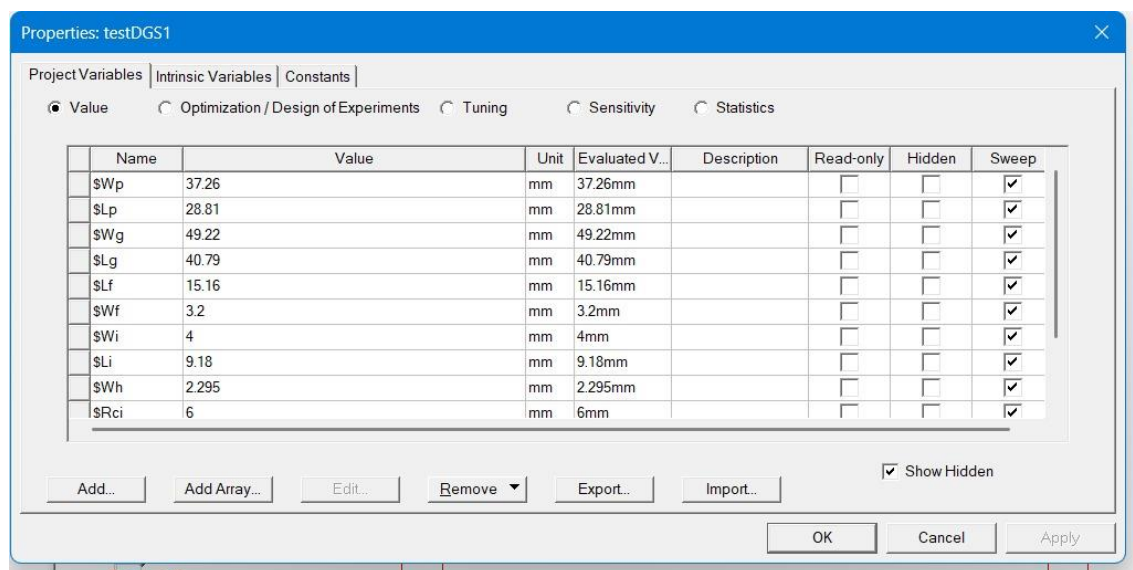 Properties: testDGS1
Project Variables Intrinsic Variables Constants
Value Optimization / Design of Experiments Tuning Sensitivity Statistics
Name Value Unit Evaluated V... Description Read-only Hidden Sweep
$Wp 37.26 mm 37.26mm
$Lp 28.81 mm 28.81mm
$Wg 49.22 mm 49.22mm
$Lg 40.79 mm 40.79mm
$Lf 15.16 mm 15.16mm
$Wf 3.2 mm 3.2mm
$Wi 4 mm 4mm
$Li 9.18 mm 9.18mm
$Wh 2.295 mm 2.295mm
$Rci 6 mm 6mm
Show Hidden
Add... Add Array... Edit... Remove Export... Import...
OK Cancel Apply